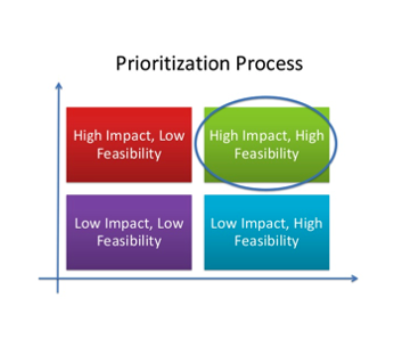 Prioritization Process
High Impact, Low
Feasibility
High Impact, High
Feasibility
Low Impact, Low
Feasibility
Low Impact, High
Feasibility